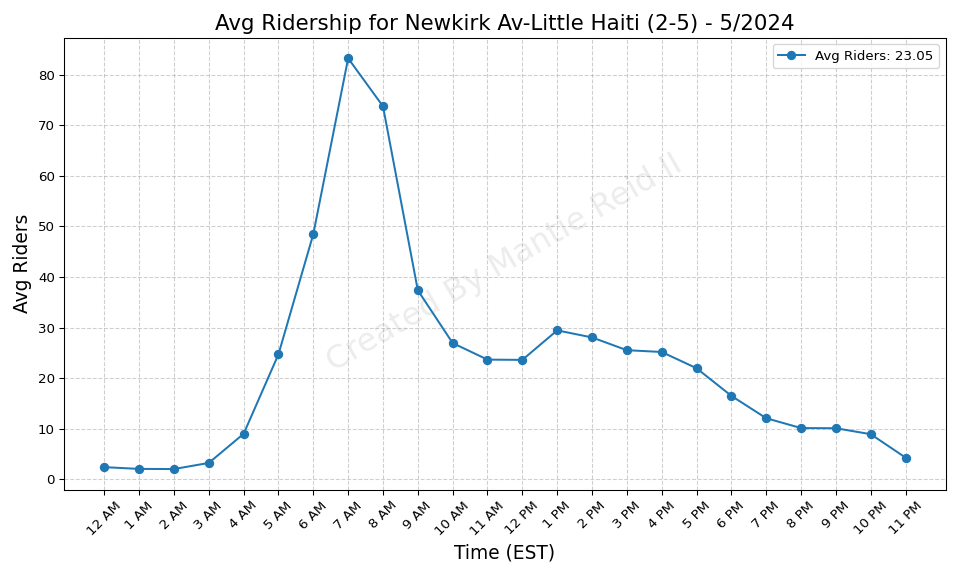 Avg Ridership for Newkirk Av-Little Haiti (2-5) - 5/2024
Avg Riders: 23.05
80
70
60
50
40
30
20
10
0
Avg Riders
Created By Mantie Reid II
12 AM
1 AM
2 AM
3 AM
4 AM
5 AM
6 AM
7 AM
8 AM
9 AM
10 AM
11 AM
12 PM
1 PM
2 PM
3 PM
4 PM
5 PM
6 PM
7 PM
8 PM
9 PM
10 PM
11 PM
Time (EST)